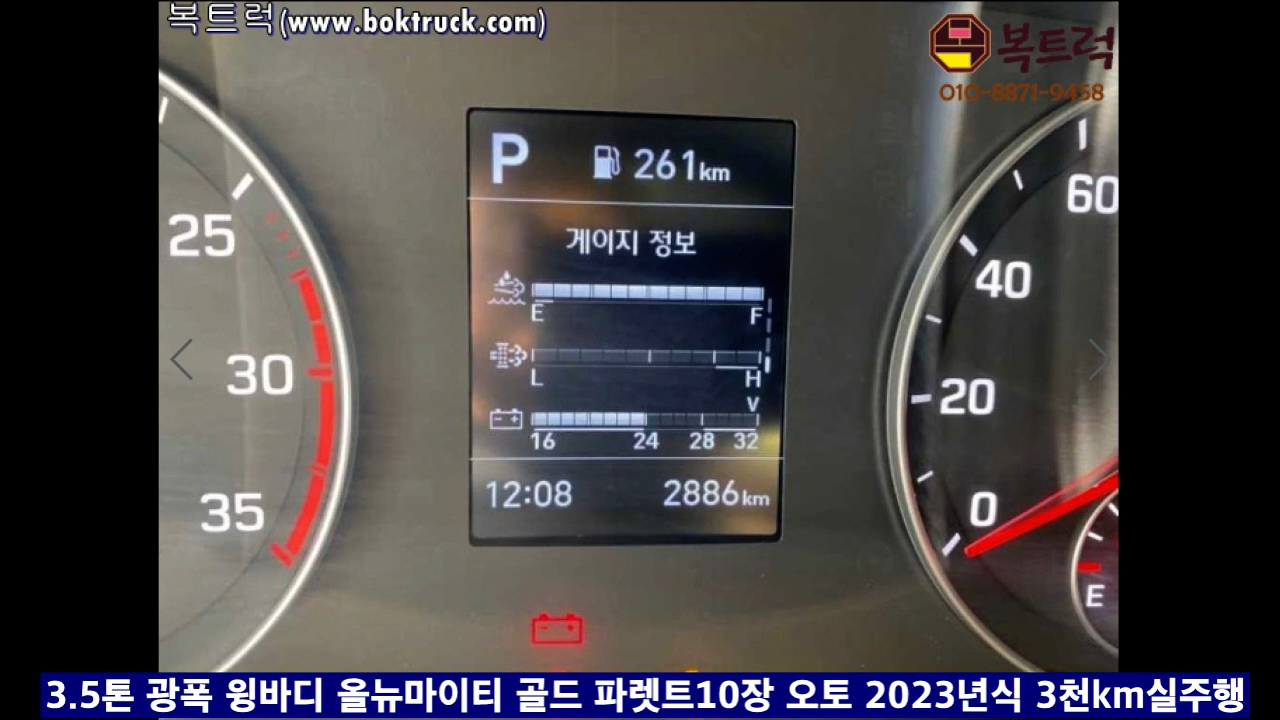 복트럭(www.boktruck.com)
복트럭
010-8871-9458
P 261km
게이지 정보
E F
L H
V
16 24 28 32
12:08 2886km
25
30
35
60
40
20
0
E
3.5톤 광폭 윙바디 올뉴마이티 골드 파렛트10장 오토 2023년식 3천km실주행